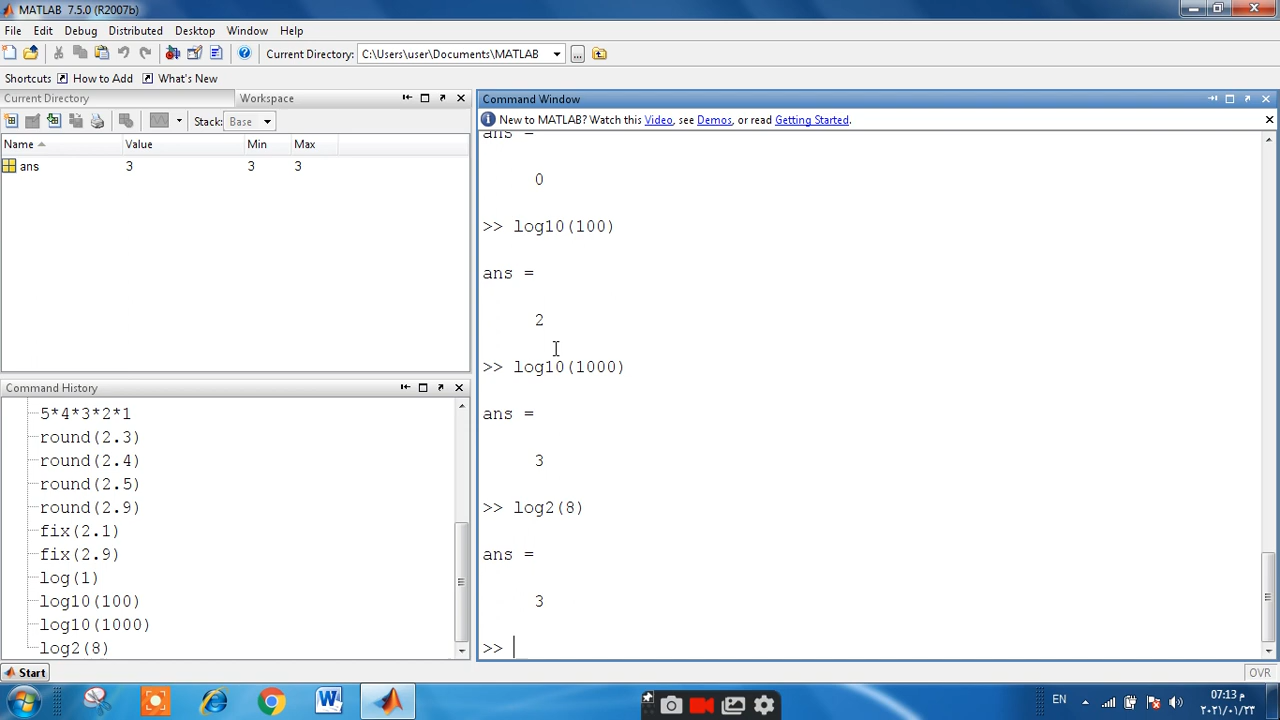 MATLAB 7.5.0 (R2007b)
File Edit Debug Distributed Desktop Window Help
Current Directory: C:\Users\user\Documents\MATLAB
Shortcuts How to Add What's New
Current Directory Workspace
Stack: Base
Name Value Min Max
ans 3 3 3
Command History
5*4*3*2*1
round(2.3)
round(2.4)
round(2.5)
round(2.9)
fix(2.1)
fix(2.9)
log(1)
log10(100)
log10(1000)
log2(8)
Command Window
New to MATLAB? Watch this Video, see Demos, or read Getting Started.
ans =
0
>> log10(100)
ans =
2
>> log10(1000)
ans =
3
>> log2(8)
ans =
3
>>
Start
OVR
EN
07:13 م
٢٠٢١/٠١/٢٣